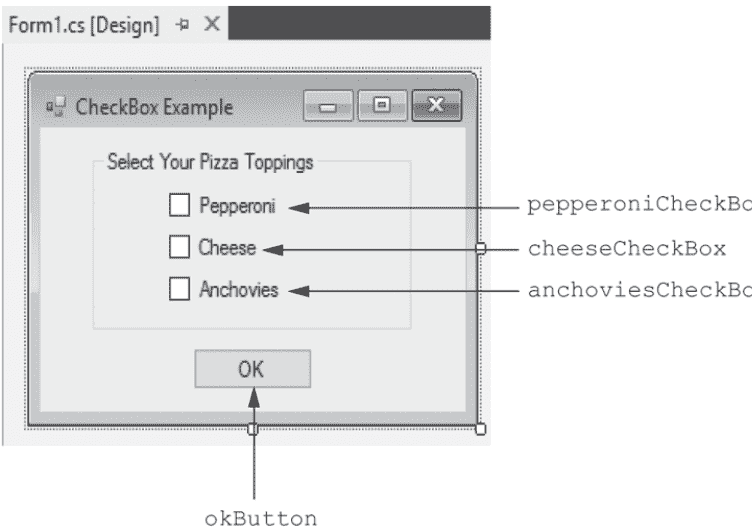 Form1.cs [Design]
CheckBox Example
Select Your Pizza Toppings
Pepperoni
pepperoniCheckBo
Cheese
cheeseCheckBox
Anchovies
anchoviesCheckBo
OK
okButton